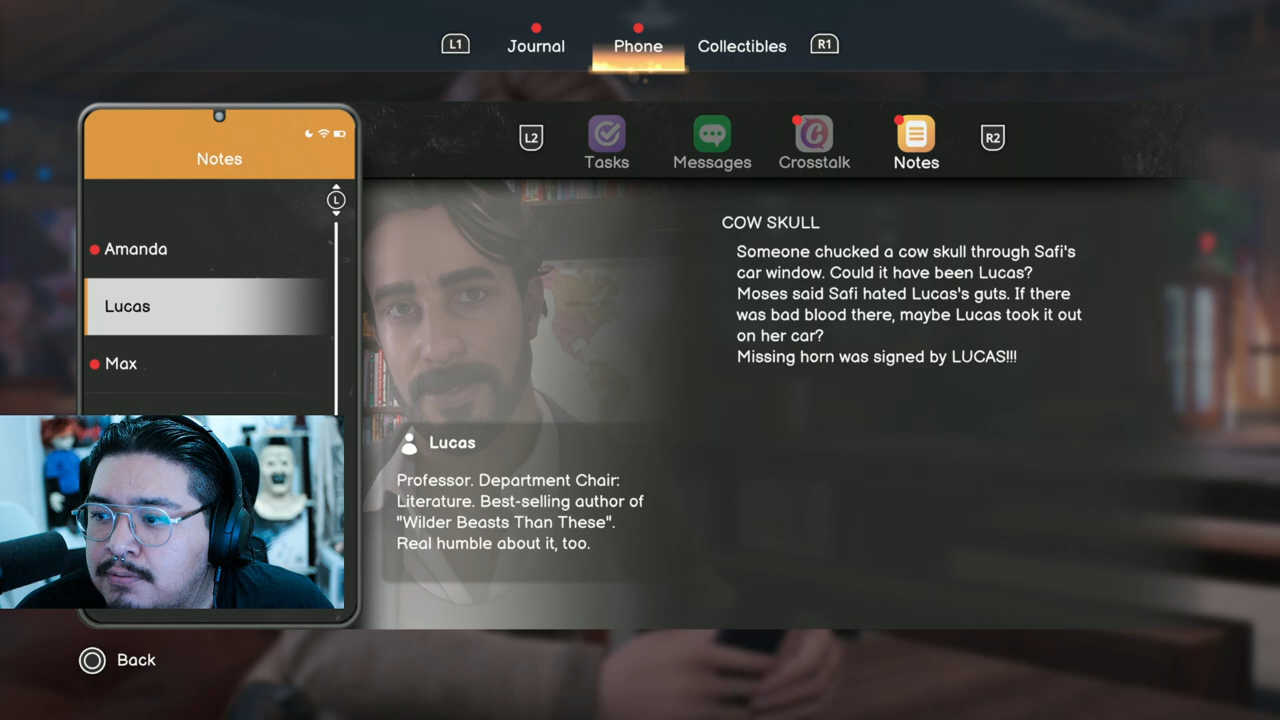 L1 Journal Phone Collectibles R1
L2 Tasks Messages Crosstalk Notes R2
Notes
L
Amanda
Lucas
Max
COW SKULL
Someone chucked a cow skull through Safi's
car window. Could it have been Lucas?
Moses said Safi hated Lucas's guts. If there
was bad blood there, maybe Lucas took it out
on her car?
Missing horn was signed by LUCAS!!!
Lucas
Professor. Department Chair:
Literature. Best-selling author of
"Wilder Beasts Than These".
Real humble about it, too.
Back